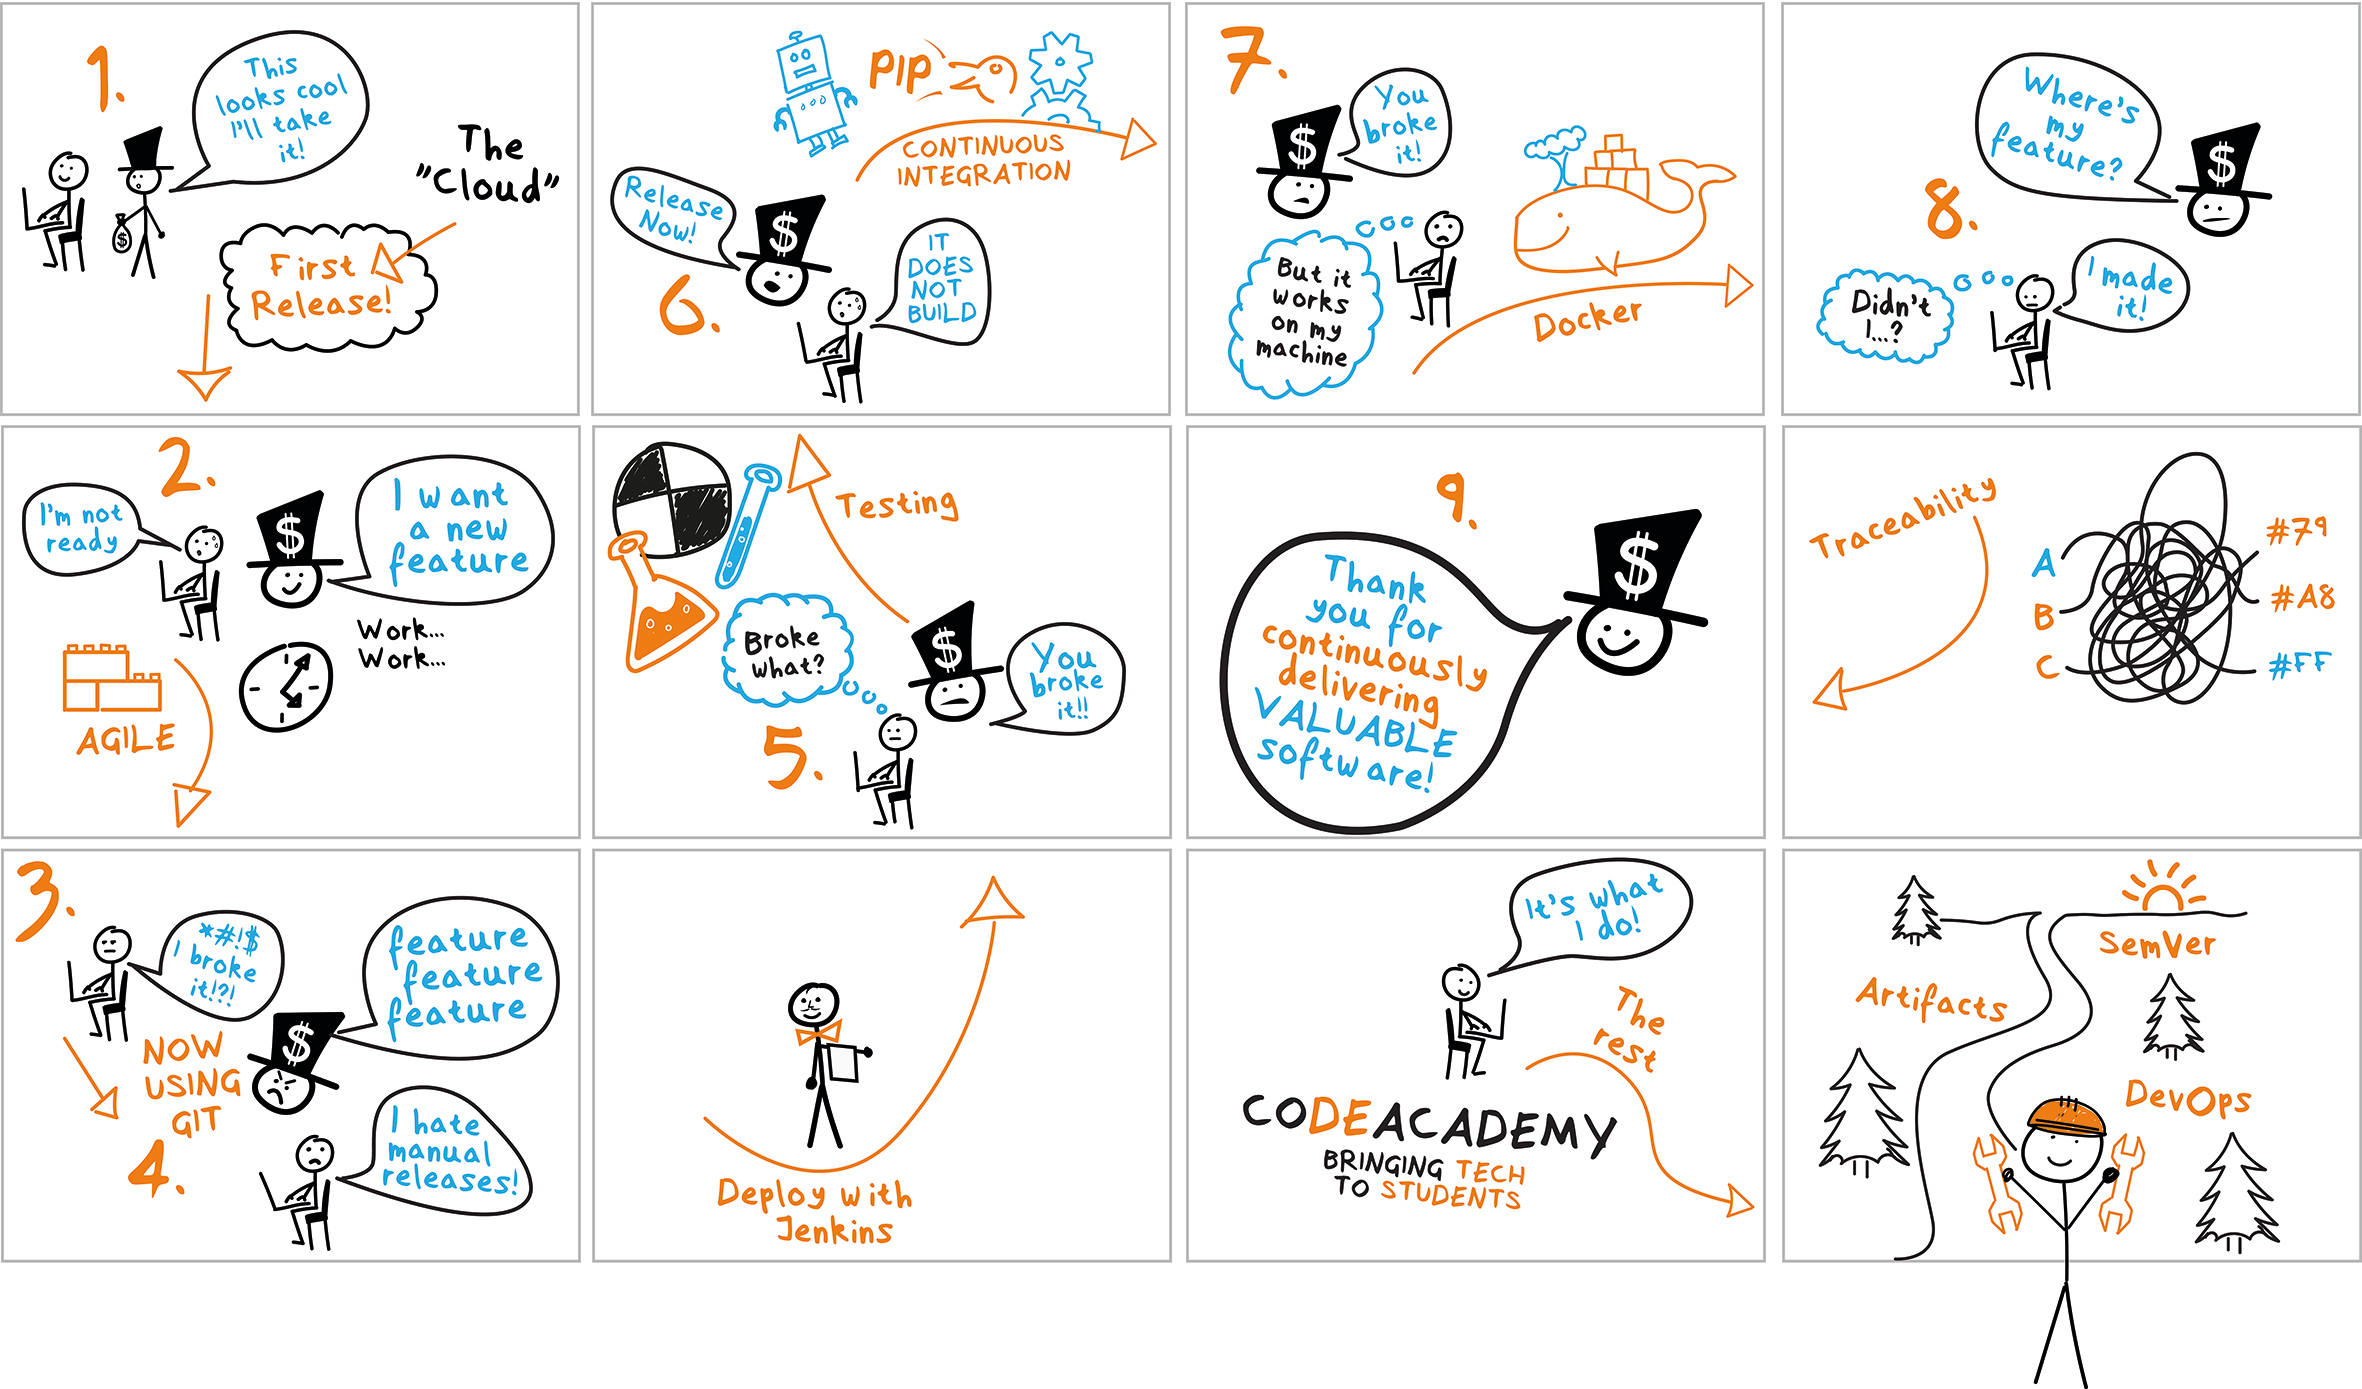 1.
This
looks cool
I'll take
it!
The
"Cloud"
First
Release!
$
2.
I'm not
ready
$
I want
a new
feature
Work...
Work...
AGILE
3.
*#!$
I broke
it!?!
feature
feature
feature
$
NOW
USING
GIT
4.
I hate
manual
releases!
Deploy with
Jenkins
5.
Testing
Broke
what?
$
You
broke
it!!
6.
PIP
CONTINUOUS
INTEGRATION
Release
Now!
$
IT
DOES
NOT
BUILD
7.
$
You
broke
it!
But it
works
on my
machine
Docker
8.
Where's
my
feature?
$
Didn't
I...?
I made
it!
Traceability
A
B
C
#79
#A8
#FF
9.
Thank
you for
continuously
delivering
VALUABLE
software!
$
It's what
I do!
The
rest
CODEACADEMY
BRINGING TECH
TO STUDENTS
SemVer
Artifacts
DevOps